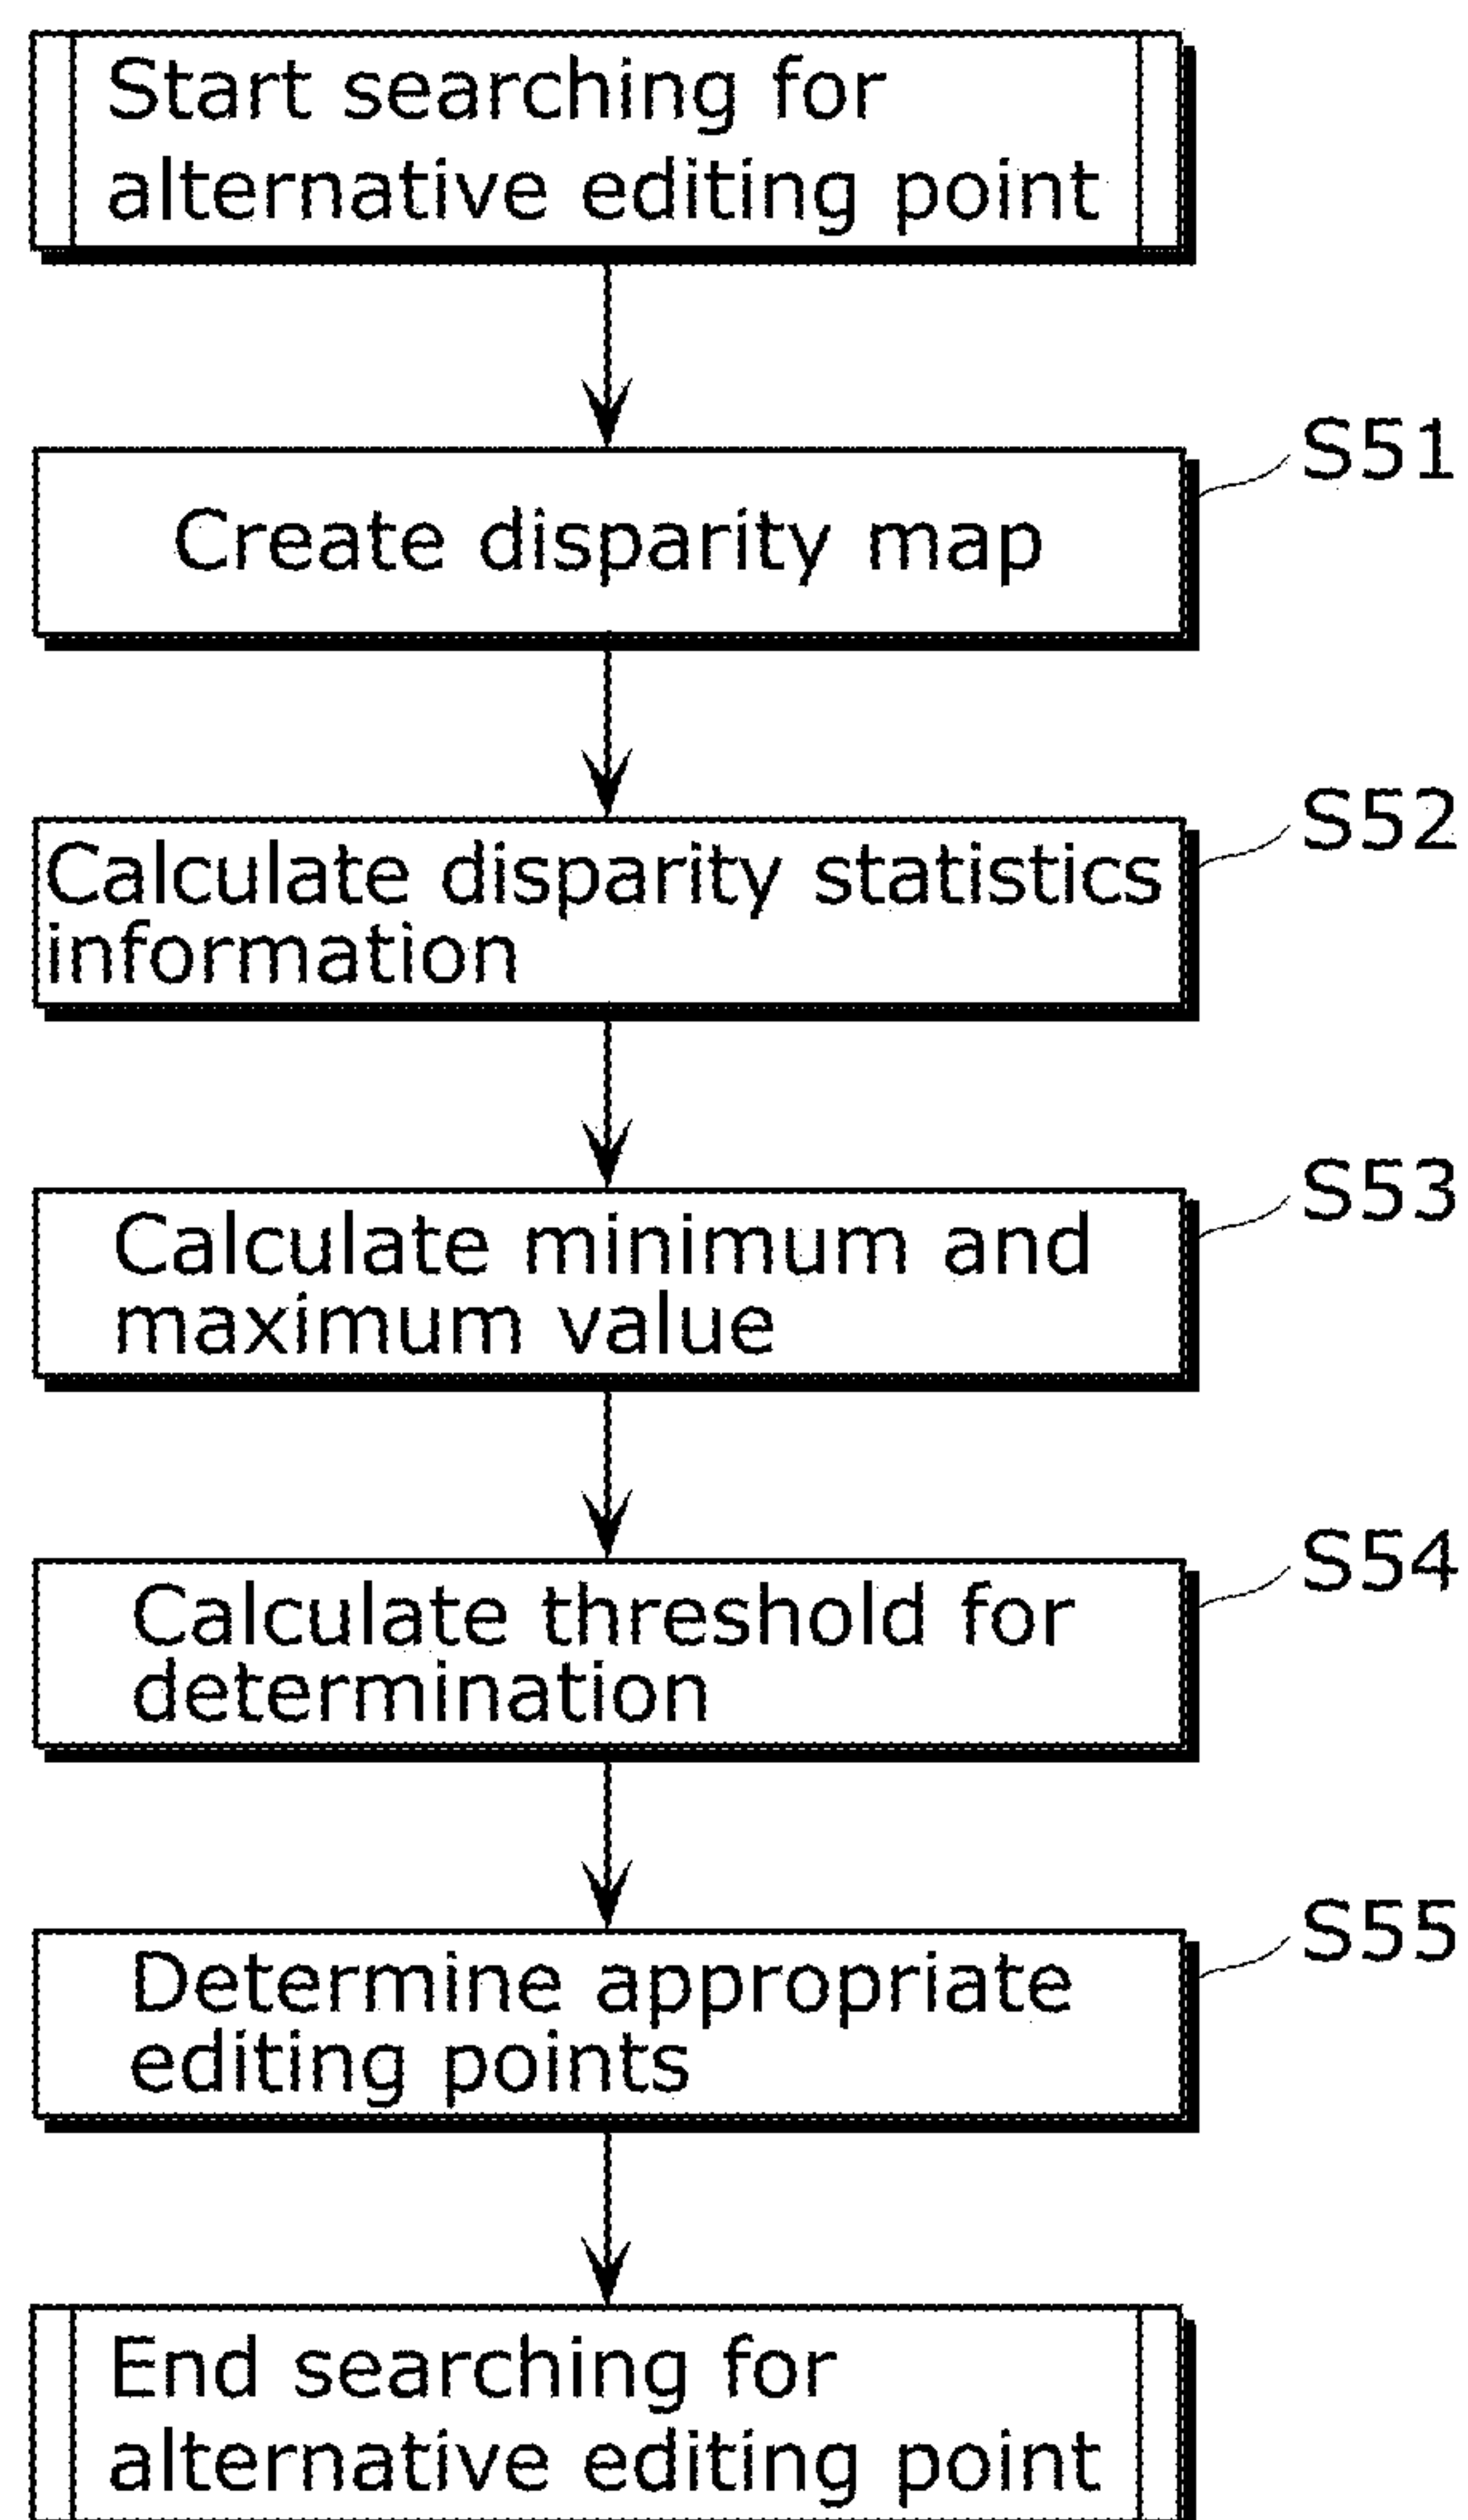 Start searching for
alternative editing point
S51
Create disparity map
S52
Calculate disparity statistics
information
S53
Calculate minimum and
maximum value
S54
Calculate threshold for
determination
S55
Determine appropriate
editing points
End searching for
alternative editing point